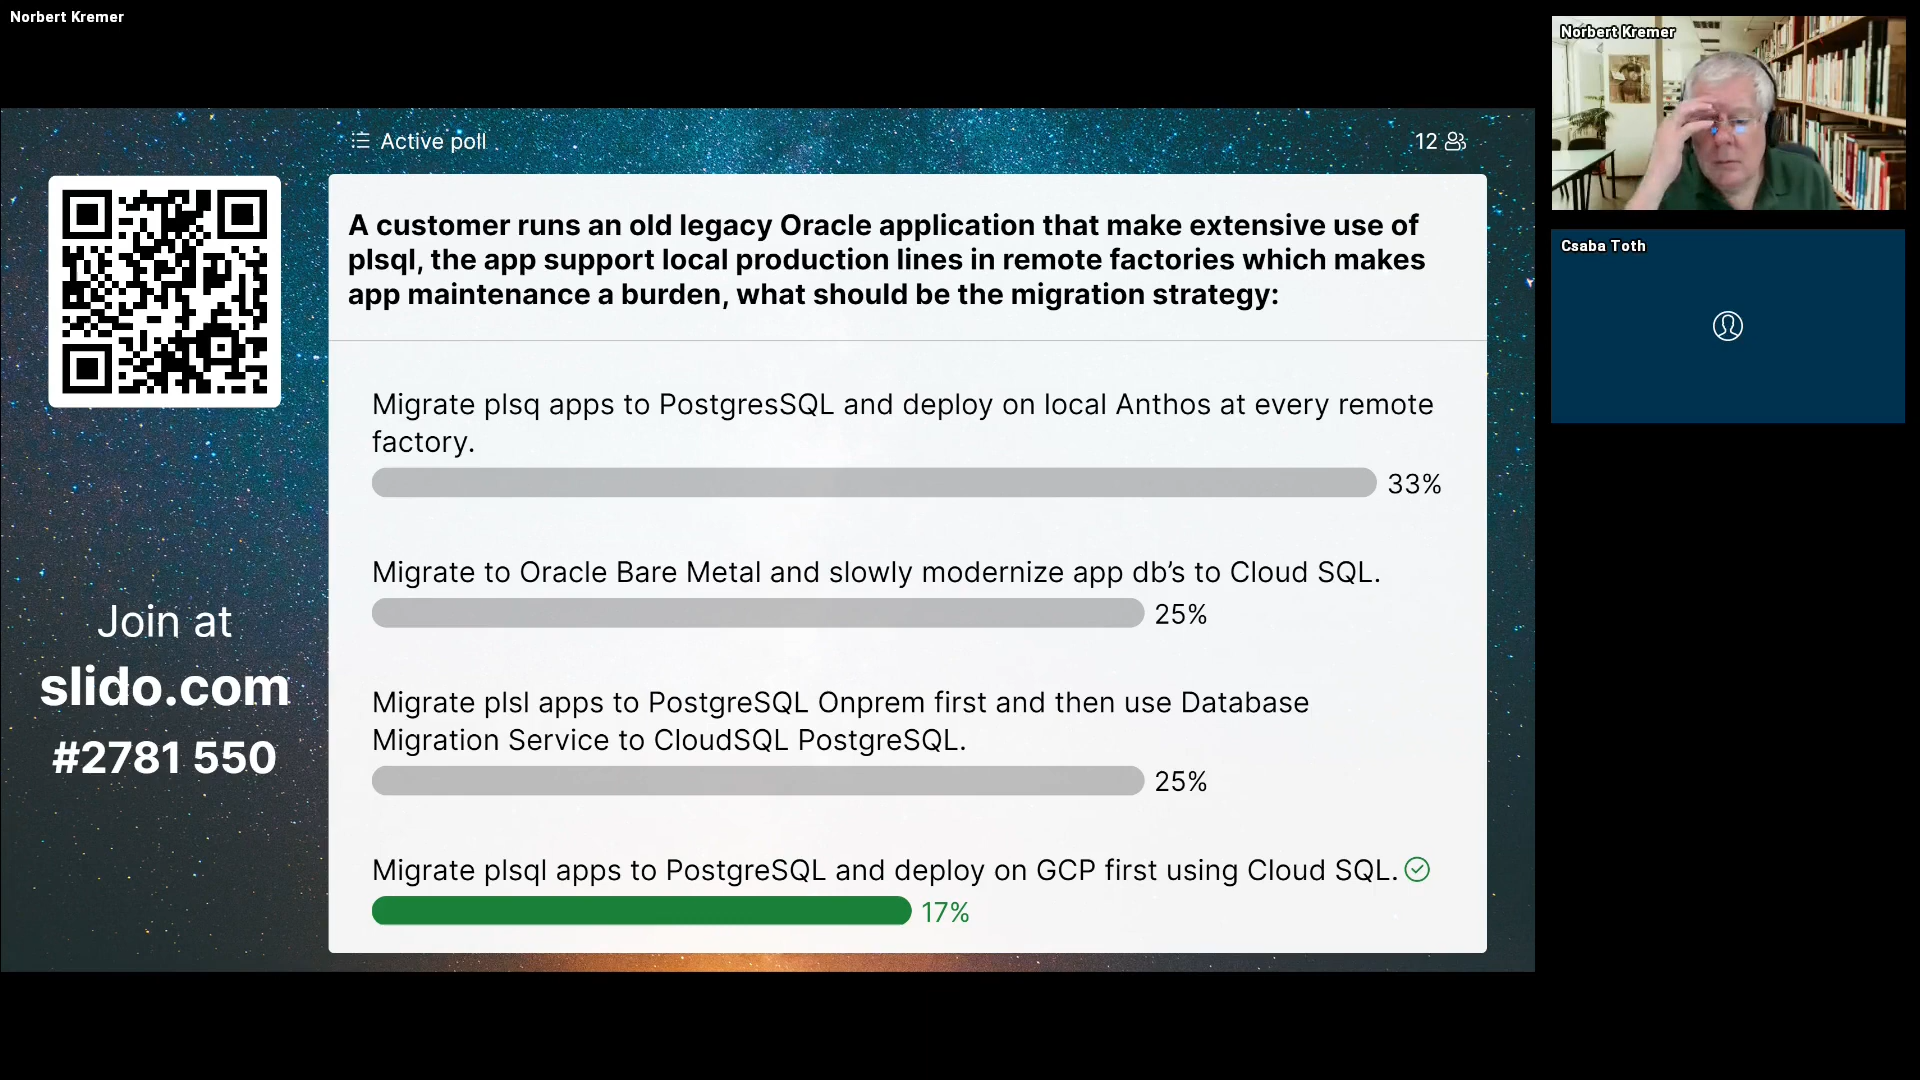 Norbert Kremer
Norbert Kremer
Csaba Toth
Active poll
12
A customer runs an old legacy Oracle application that make extensive use of
plsql, the app support local production lines in remote factories which makes
app maintenance a burden, what should be the migration strategy:
Migrate plsq apps to PostgresSQL and deploy on local Anthos at every remote
factory.
33%
Migrate to Oracle Bare Metal and slowly modernize app db’s to Cloud SQL.
25%
Migrate plsl apps to PostgreSQL Onprem first and then use Database
Migration Service to CloudSQL PostgreSQL.
25%
Migrate plsql apps to PostgreSQL and deploy on GCP first using Cloud SQL.
17%
Join at
slido.com
#2781 550